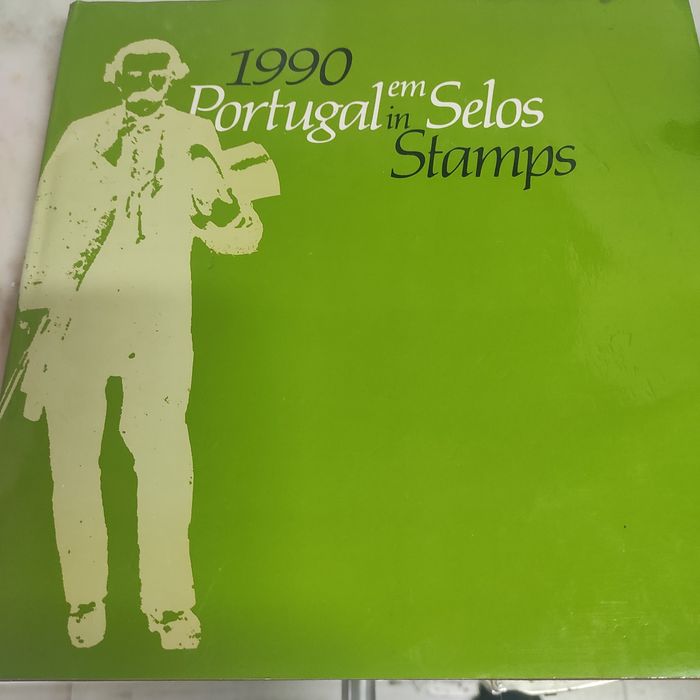 1990
Portugal em Selos
in
Stamps